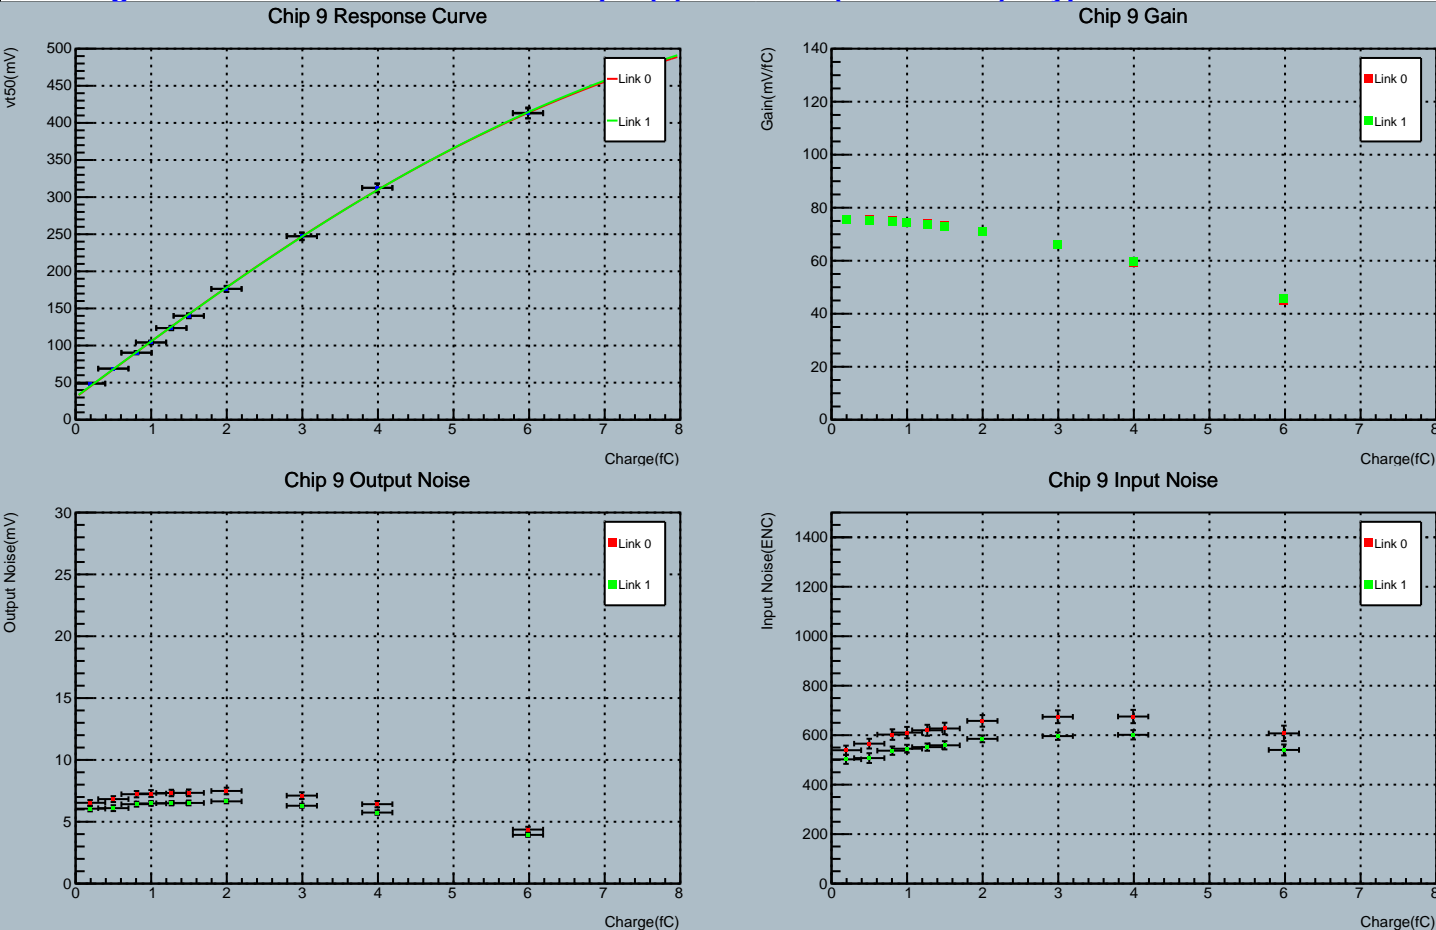 Chip 9 Response Curve
vt50(mV)
500
450
400
350
300
250
200
150
100
50
0
0 1 2 3 4 5 6 7 8
Charge(fC)
Link 0
Link 1
Chip 9 Gain
Gain(mV/fC)
140
120
100
80
60
40
20
0
0 1 2 3 4 5 6 7 8
Charge(fC)
Link 0
Link 1
Chip 9 Output Noise
Output Noise(mV)
30
25
20
15
10
5
0
0 1 2 3 4 5 6 7 8
Charge(fC)
Link 0
Link 1
Chip 9 Input Noise
Input Noise(ENC)
1400
1200
1000
800
600
400
200
0
0 1 2 3 4 5 6 7 8
Charge(fC)
Link 0
Link 1